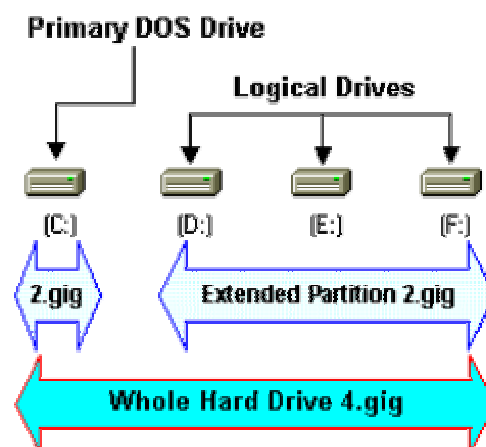 Primary DOS Drive
Logical Drives
(C:) (D:) (E:) (F:)
2.gig Extended Partition 2.gig
Whole Hard Drive 4.gig